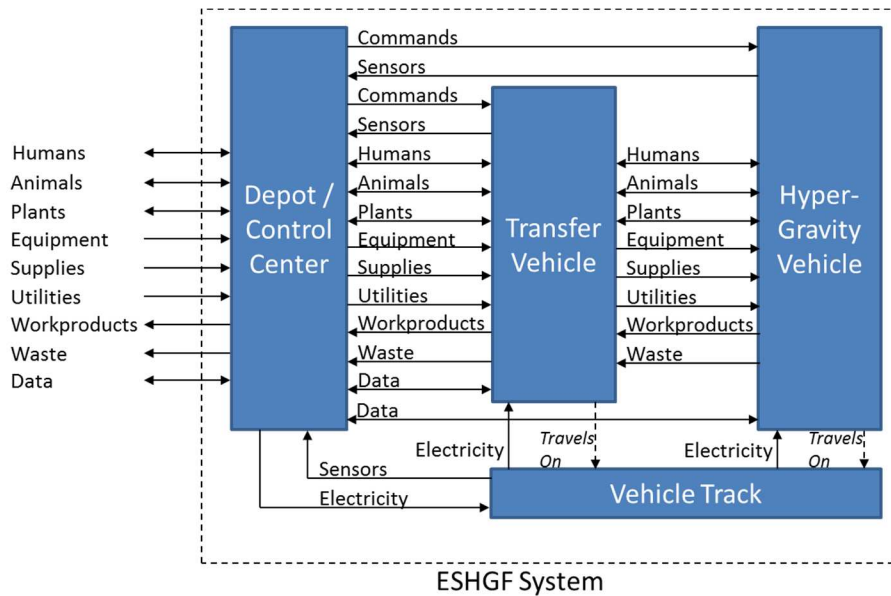 Commands
Sensors
Commands
Sensors
Humans
Animals
Plants
Equipment
Supplies
Utilities
Workproducts
Waste
Data
Depot /
Control
Center
Humans
Animals
Plants
Equipment
Supplies
Utilities
Workproducts
Waste
Data
Data
Transfer
Vehicle
Humans
Animals
Plants
Equipment
Supplies
Utilities
Workproducts
Waste
Hyper-
Gravity
Vehicle
Electricity
Travels
On
Electricity
Travels
On
Sensors
Electricity
Vehicle Track
ESHGF System